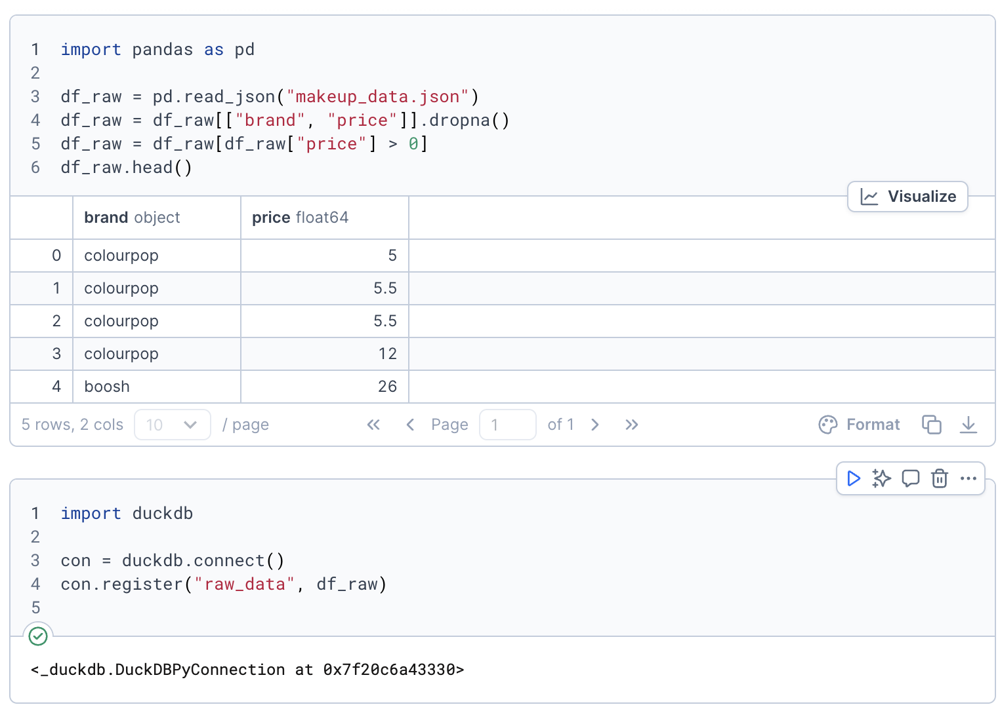 1 import pandas as pd
2
3 df_raw = pd.read_json("makeup_data.json")
4 df_raw = df_raw[["brand", "price"]].dropna()
5 df_raw = df_raw[df_raw["price"] > 0]
6 df_raw.head()
Visualize
brand object price float64
0 colourpop 5
1 colourpop 5.5
2 colourpop 5.5
3 colourpop 12
4 boosh 26
5 rows, 2 cols 10 / page Page 1 of 1 Format
1 import duckdb
2
3 con = duckdb.connect()
4 con.register("raw_data", df_raw)
5
<_duckdb.DuckDBPyConnection at 0x7f20c6a43330>